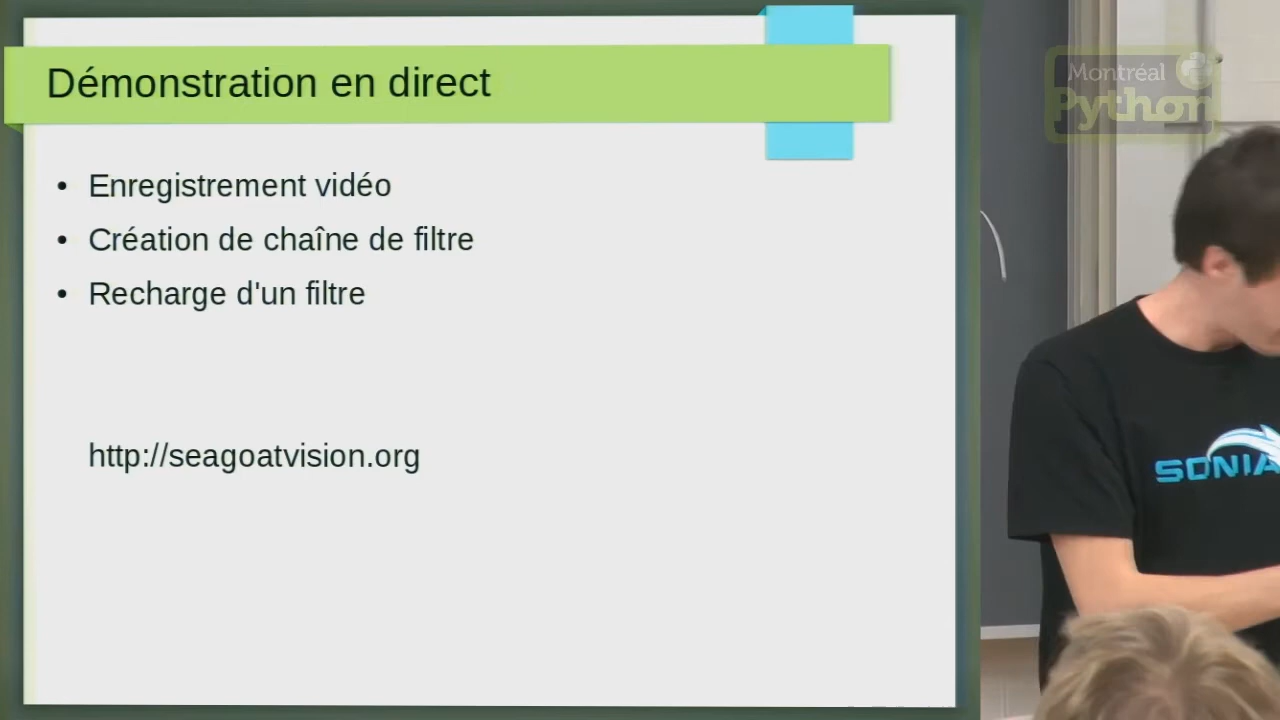 Démonstration en direct
• Enregistrement vidéo
• Création de chaîne de filtre
• Recharge d'un filtre
http://seagoatvision.org
Montréal
Python
SONIA